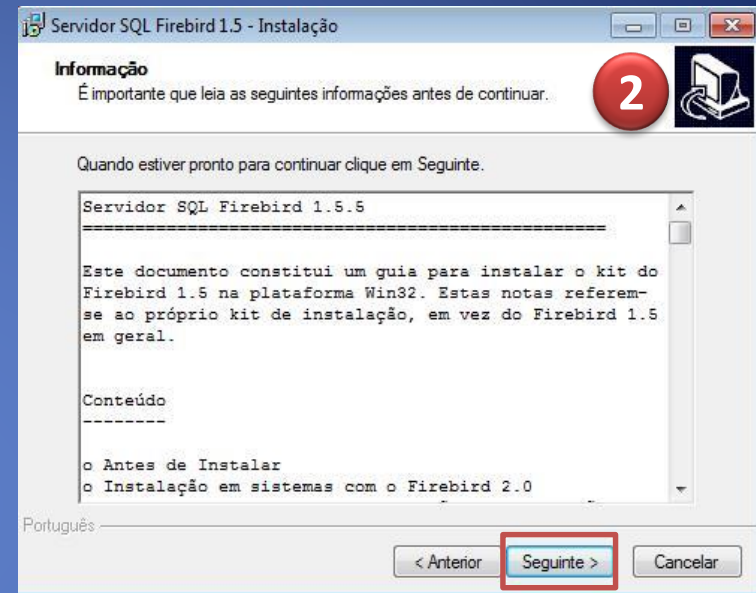 Servidor SQL Firebird 1.5 - Instalação
Informação
É importante que leia as seguintes informações antes de continuar.
2
Quando estiver pronto para continuar clique em Seguinte.
Servidor SQL Firebird 1.5.5
==================================================
Este documento constitui um guia para instalar o kit do
Firebird 1.5 na plataforma Win32. Estas notas referem-
se ao próprio kit de instalação, em vez do Firebird 1.5
em geral.
Conteúdo
--------
o Antes de Instalar
o Instalação em sistemas com o Firebird 2.0
Português
< Anterior
Seguinte >
Cancelar